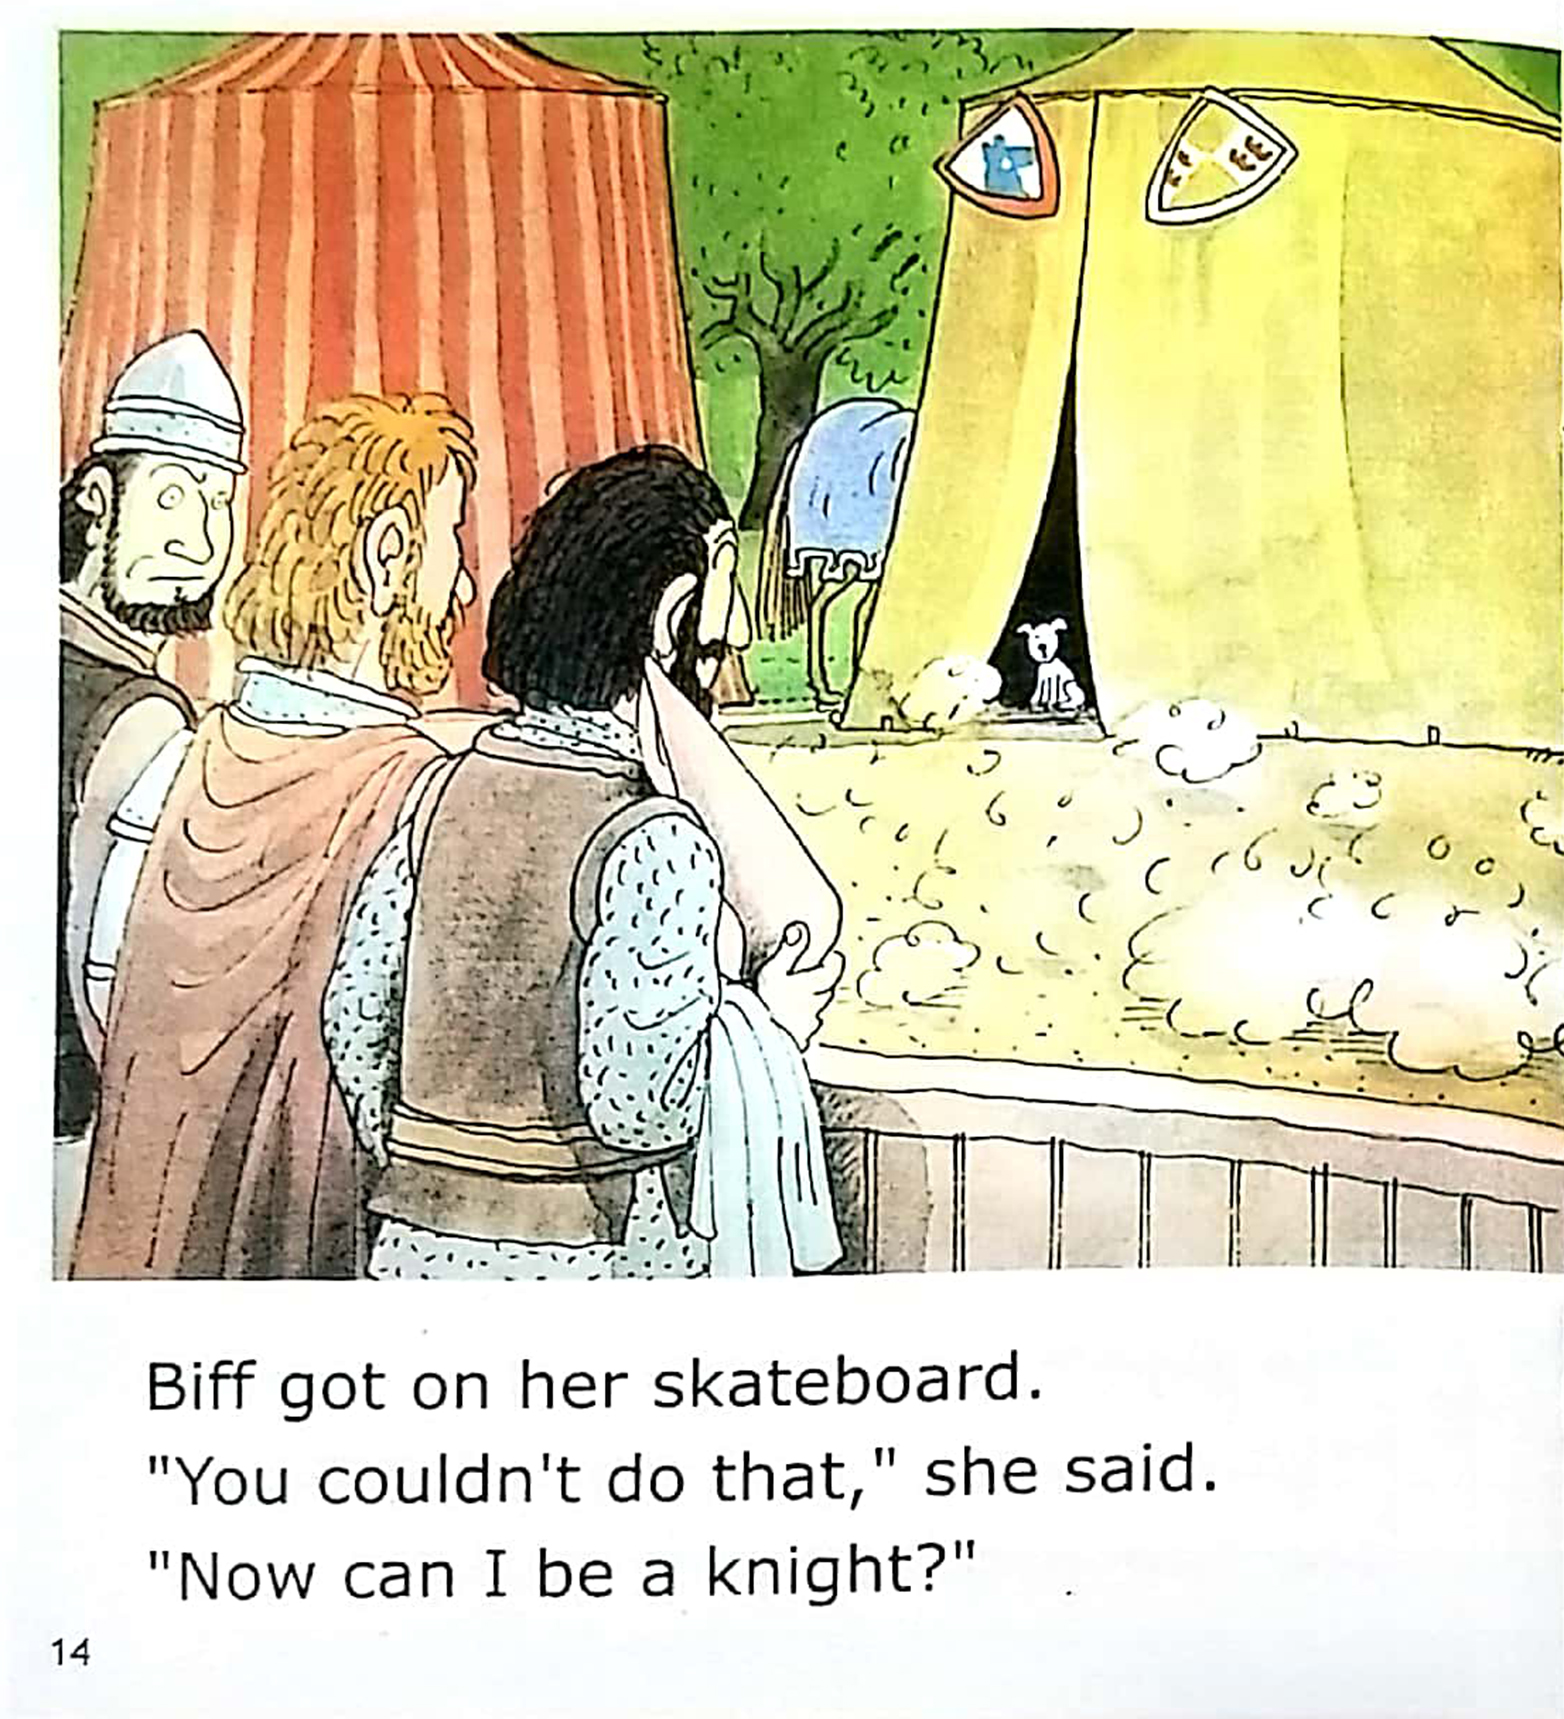 Biff got on her skateboard.
"You couldn't do that," she said.
"Now can I be a knight?"
14